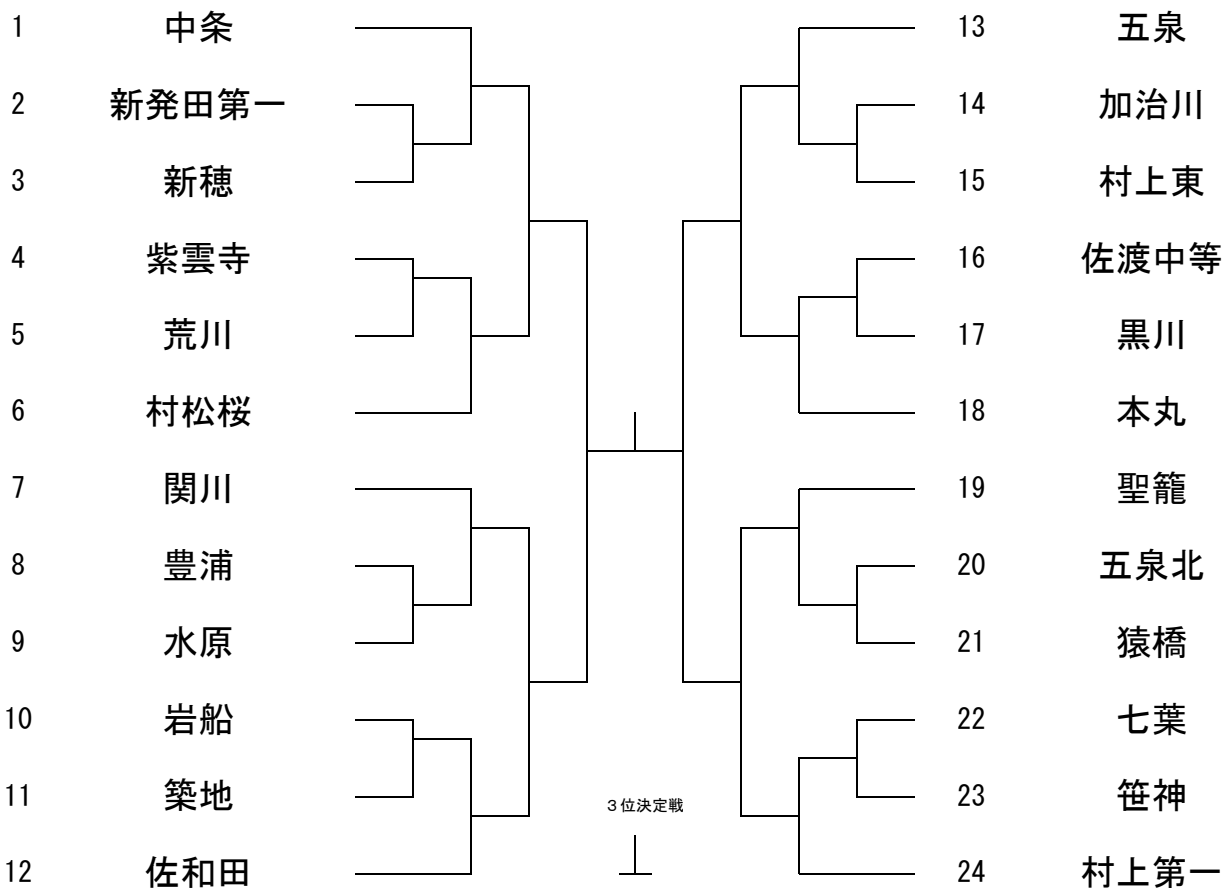 1 中条
2 新発田第一
3 新穂
4 紫雲寺
5 荒川
6 村松桜
7 関川
8 豊浦
9 水原
10 岩船
11 築地
12 佐和田
3位決定戦
13 五泉
14 加治川
15 村上東
16 佐渡中等
17 黒川
18 本丸
19 聖籠
20 五泉北
21 猿橋
22 七葉
23 笹神
24 村上第一